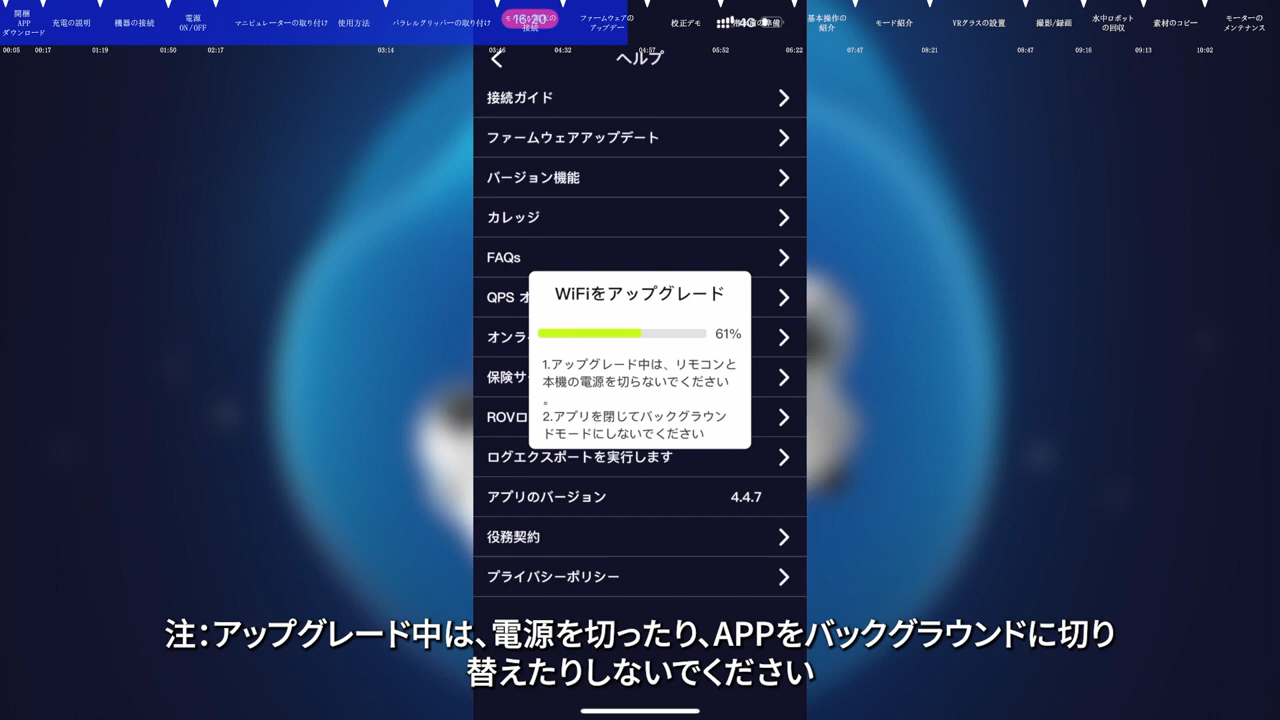 開梱
APP
ダウンロード
充電の説明
機器の接続
電源
ON/OFF
マニピュレーターの取り付け
使用方法
パラレルグリッパーの取り付け
接続
ファームウェアの
アップデー
校正デモ
基本操作の
紹介
モード紹介
VRグラスの設置
撮影/録画
水中ロボット
の回収
素材のコピー
モーターの
メンテナンス
00:05
00:17
01:19
01:50
02:17
03:14
03:46
04:32
04:57
05:52
06:22
07:47
08:21
08:47
09:16
09:13
10:02
16:20
4G
ヘルプ
接続ガイド
ファームウェアアップデート
バージョン機能
カレッジ
FAQs
QPS オ
オンラ
保険サ
ROVロ
ログエクスポートを実行します
アプリのバージョン 4.4.7
役務契約
プライバシーポリシー
WiFiをアップグレード
61%
1.アップグレード中は、リモコンと
本機の電源を切らないでください
。
2.アプリを閉じてバックグラウン
ドモードにしないでください
注：アップグレード中は、電源を切ったり、APPをバックグラウンドに切り
替えたりしないでください